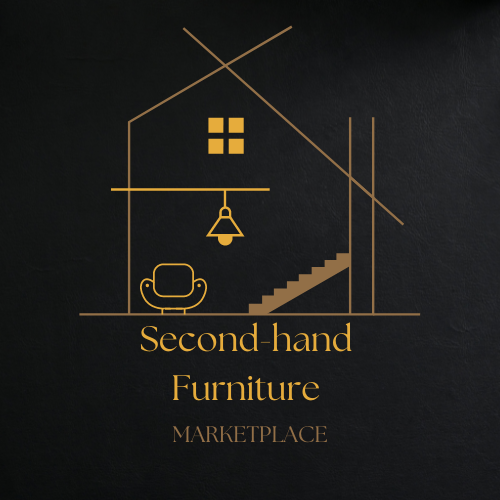 Second-hand
Furniture
MARKETPLACE